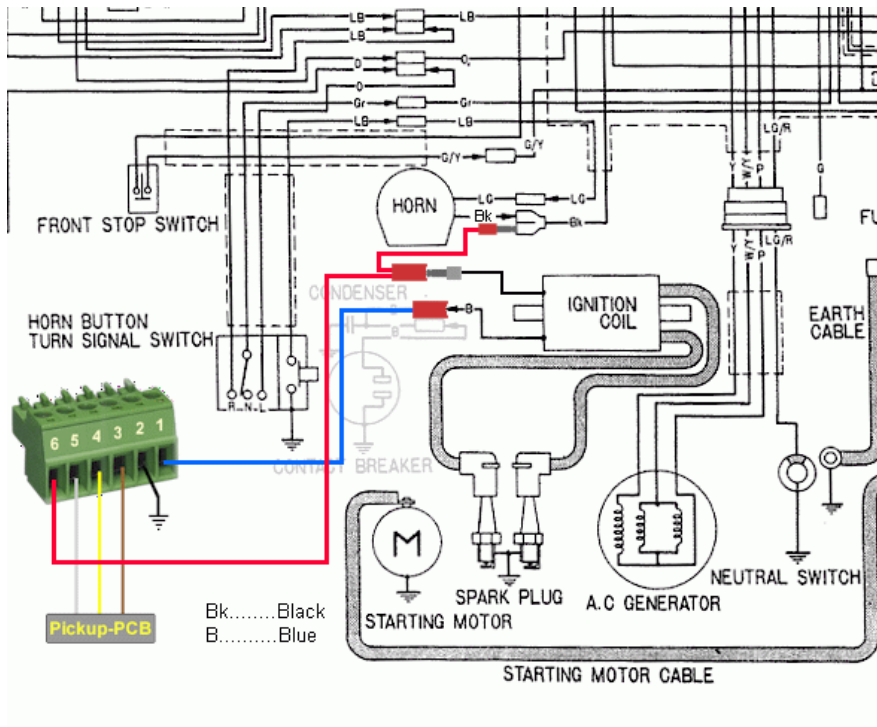 LB
LB
LB
O
O
O
Gr
Gr
LB
LB
LG/R
G/Y
G/Y
Y
W/Y
P
G
HORN
LG
LG
Bk
Bk
FRONT STOP SWITCH
FU
Y
W/Y
P
LG/R
CONDENSER
IGNITION
COIL
EARTH
CABLE
B
B
HORN BUTTON
TURN SIGNAL SWITCH
R
N
L
6 5 4 3 2 1
CONTACT BREAKER
M
NEUTRAL SWITCH
SPARK PLUG
A.C GENERATOR
Bk.......Black
STARTING MOTOR
B..........Blue
Pickup-PCB
STARTING MOTOR CABLE